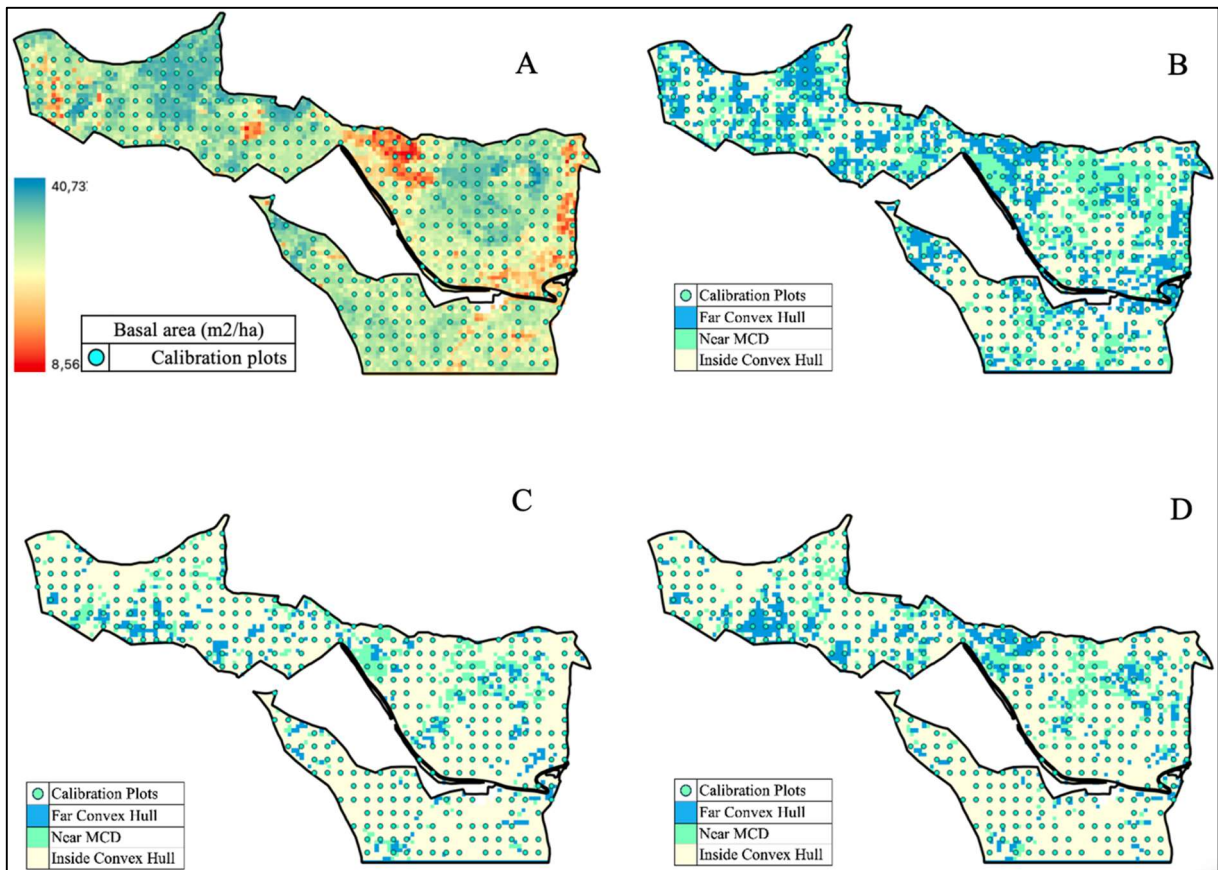 A
40,73
8,56
Basal area (m2/ha)
Calibration plots
B
Calibration Plots
Far Convex Hull
Near MCD
Inside Convex Hull
C
Calibration Plots
Far Convex Hull
Near MCD
Inside Convex Hull
D
Calibration Plots
Far Convex Hull
Near MCD
Inside Convex Hull